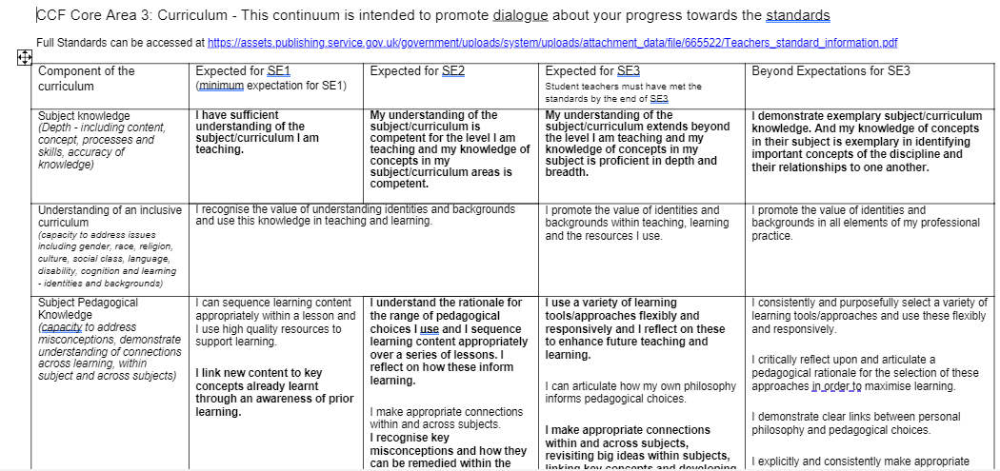 CCF Core Area 3: Curriculum - This continuum is intended to promote dialogue about your progress towards the standards
Full Standards can be accessed at https://assets.publishing.service.gov.uk/government/uploads/system/uploads/attachment_data/file/665522/Teachers_standard_information.pdf
Component of the
curriculum
Expected for SE1
(minimum expectation for SE1)
Expected for SE2
Expected for SE3
Student teachers must have met the
standards by the end of SE3
Beyond Expectations for SE3
Subject knowledge
(Depth - including content,
concept, processes and
skills, accuracy of
knowledge)
I have sufficient
understanding of the
subject/curriculum I am
teaching.
My understanding of the
subject/curriculum is
competent for the level I am
teaching and my knowledge of
concepts in my
subject/curriculum areas is
competent.
My understanding of the
subject/curriculum extends beyond
the level I am teaching and my
knowledge of concepts in my
subject is proficient in depth and
breadth.
I demonstrate exemplary subject/curriculum
knowledge. And my knowledge of concepts
in their subject is exemplary in identifying
important concepts of the discipline and
their relationships to one another.
Understanding of an inclusive
curriculum
(capacity to address issues
including gender, race, religion,
culture, social class, language,
disability, cognition and learning
- identities and backgrounds)
I recognise the value of understanding identities and backgrounds
and use this knowledge in teaching and learning.
I promote the value of identities and
backgrounds within teaching, learning
and the resources I use.
I promote the value of identities and
backgrounds in all elements of my professional
practice.
Subject Pedagogical
Knowledge
(capacity to address
misconceptions, demonstrate
understanding of connections
across learning, within
subject and across subjects)
I can sequence learning content
appropriately within a lesson and
I use high quality resources to
support learning.
I link new content to key
concepts already learnt
through an awareness of prior
learning.
I understand the rationale for
the range of pedagogical
choices I use and I sequence
learning content appropriately
over a series of lessons. I
reflect on how these inform
learning.
I make appropriate connections
within and across subjects.
I recognise key
misconceptions and how they
can be remedied within the
I use a variety of learning
tools/approaches flexibly and
responsively and I reflect on these
to enhance future teaching and
learning.
I can articulate how my own philosophy
informs pedagogical choices.
I make appropriate connections
within and across subjects,
revisiting big ideas within subjects,
linking key concepts and developing
I consistently and purposefully select a variety of
learning tools/approaches and use these flexibly
and responsively.
I critically reflect upon and articulate a
pedagogical rationale for the selection of these
approaches in order to maximise learning.
I demonstrate clear links between personal
philosophy and pedagogical choices.
I explicitly and consistently make appropriate